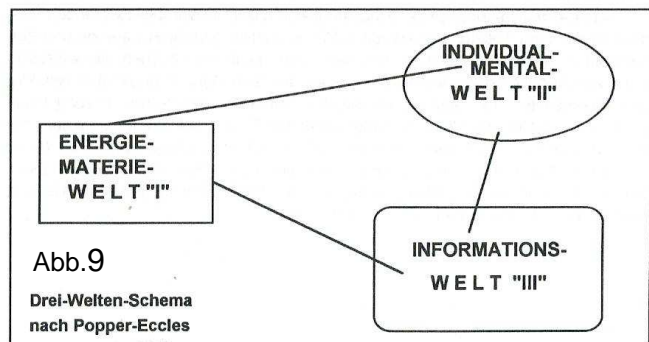 INDIVIDUAL-
MENTAL-
W E L T "II"
ENERGIE-
MATERIE-
W E L T "I"
INFORMATIONS-
W E L T "III"
Abb.9
Drei-Welten-Schema
nach Popper-Eccles